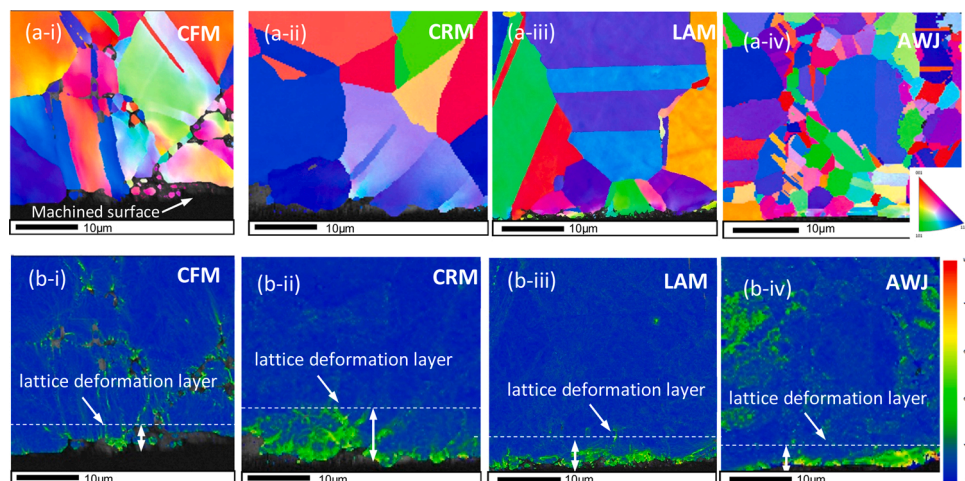 (a-i) CFM
(a-ii) CRM
(a-iii) LAM
(a-iv) AWJ
Machined surface
10μm
10μm
10μm
10μm
(b-i) CFM
(b-ii) CRM
(b-iii) LAM
(b-iv) AWJ
lattice deformation layer
lattice deformation layer
lattice deformation layer
lattice deformation layer
10μm
10μm
10μm
10μm